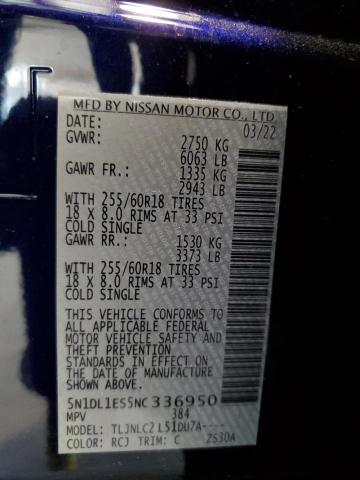 MFD BY NISSAN MOTOR CO., LTD.
DATE: 03/22
GVWR: 2750 KG
6063 LB
GAWR FR.: 1335 KG
2943 LB
WITH 255/60R18 TIRES
18 X 8.0 RIMS AT 33 PSI
COLD SINGLE
GAWR RR.: 1530 KG
3373 LB
WITH 255/60R18 TIRES
18 X 8.0 RIMS AT 33 PSI
COLD SINGLE
THIS VEHICLE CONFORMS TO
ALL APPLICABLE FEDERAL
MOTOR VEHICLE SAFETY AND
THEFT PREVENTION
STANDARDS IN EFFECT ON
THE DATE OF MANUFACTURE
SHOWN ABOVE.
5N1DL1ES5NC336950
MPV 384
MODEL: TLJNLC2 L51DU7A----
COLOR: RCJ TRIM: C 2S30A